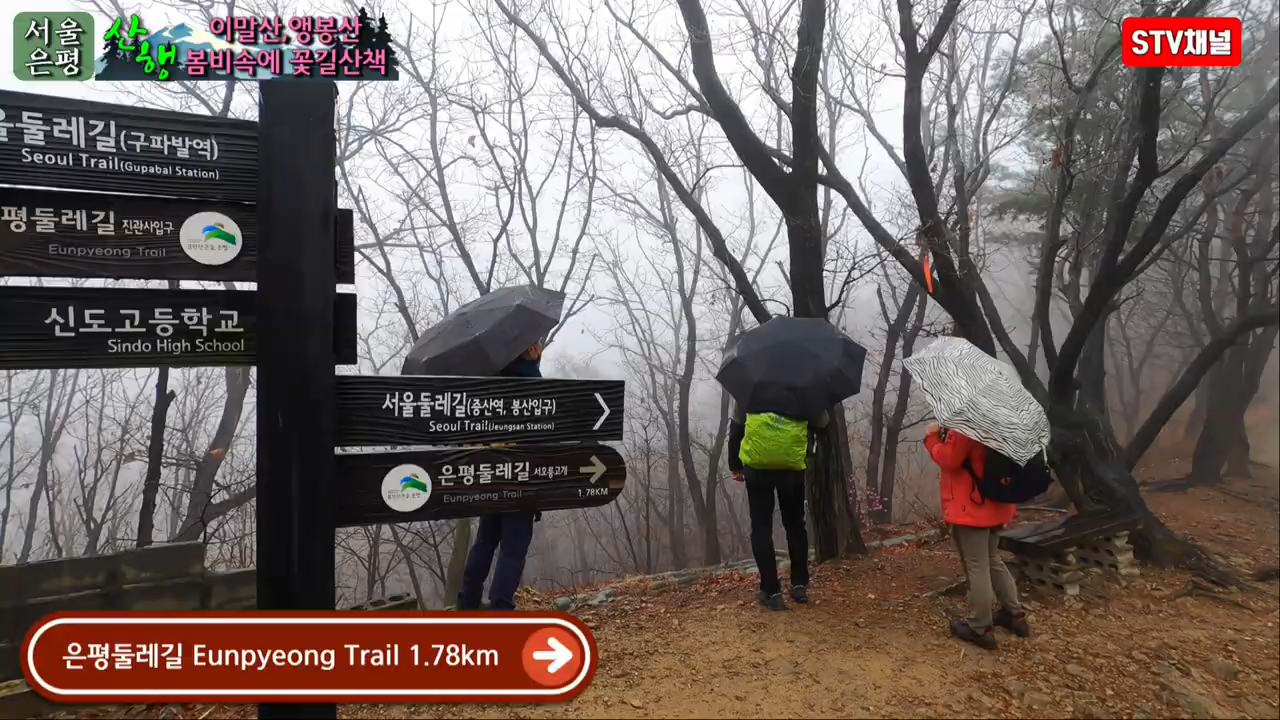 서울
은평
산행
이말산,앵봉산
봄비속에 꽃길산책
STV채널
울둘레길(구파발역)
Seoul Trail(Gupabal Station)
평둘레길 진관사입구
Eunpyeong Trail
신도고등학교
Sindo High School
서울둘레길(증산역, 봉산입구)
Seoul Trail(Jeungsan Station)
은평둘레길 서오릉고개
Eunpyeong Trail
1.78KM
은평둘레길 Eunpyeong Trail 1.78km